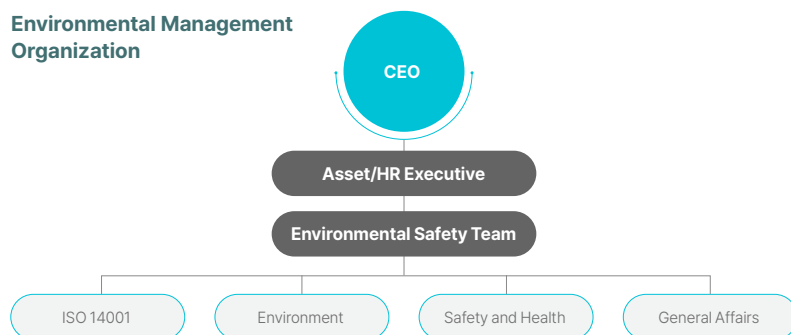 Environmental Management
Organization
CEO
Asset/HR Executive
Environmental Safety Team
ISO 14001
Environment
Safety and Health
General Affairs